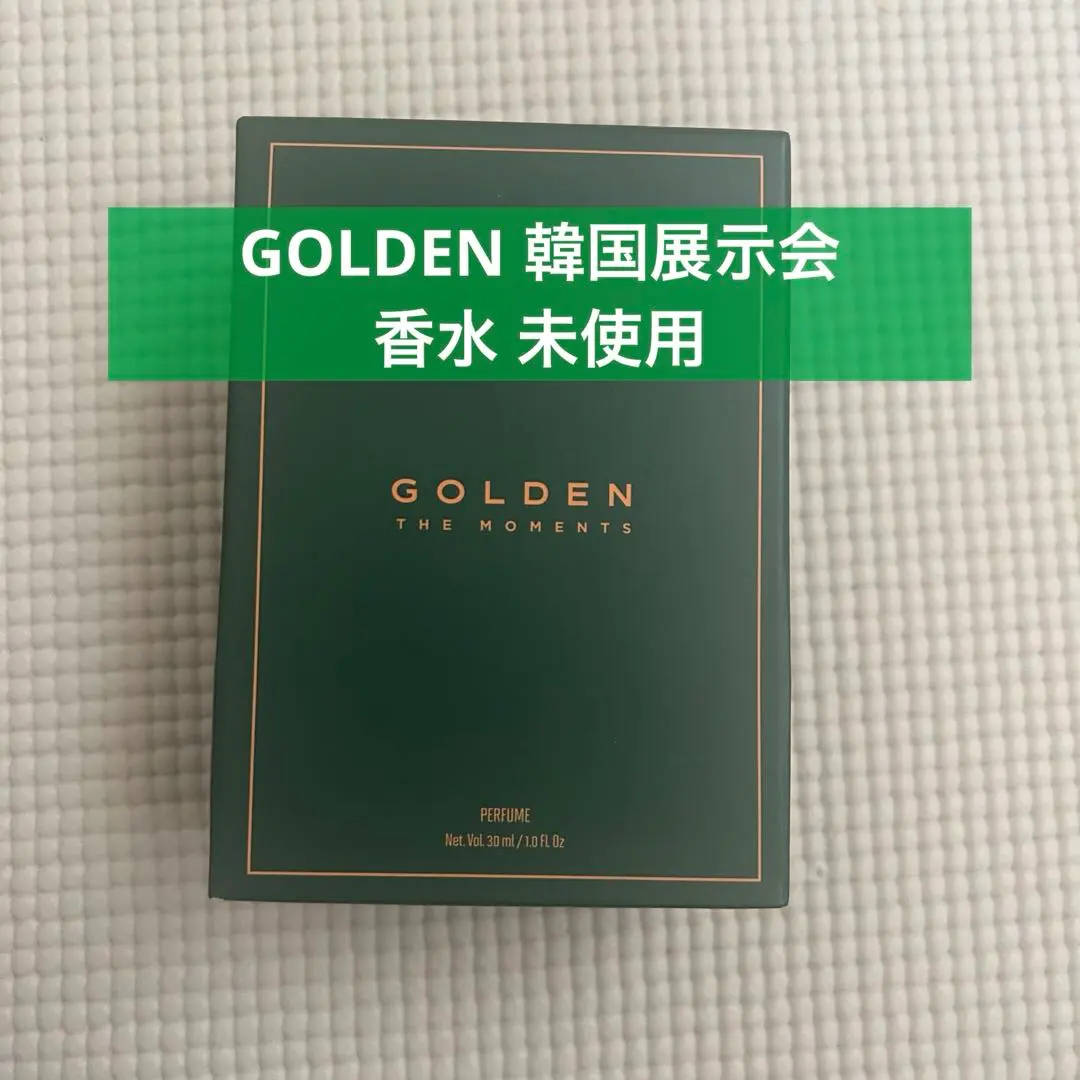 GOLDEN 韓国展示会
香水 未使用
GOLDEN
THE MOMENTS
PERFUME
Net. Vol. 30 ml / 1.0 Fl. Oz